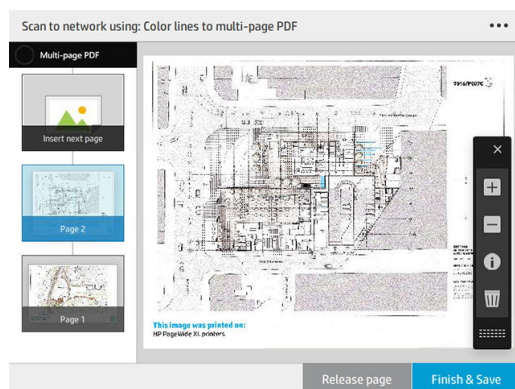 Scan to network using: Color lines to multi-page PDF
Multi-page PDF
Insert next page
Page 2
Page 1
This image was printed on:
HP PageWide XL printers
Release page
Finish & Save